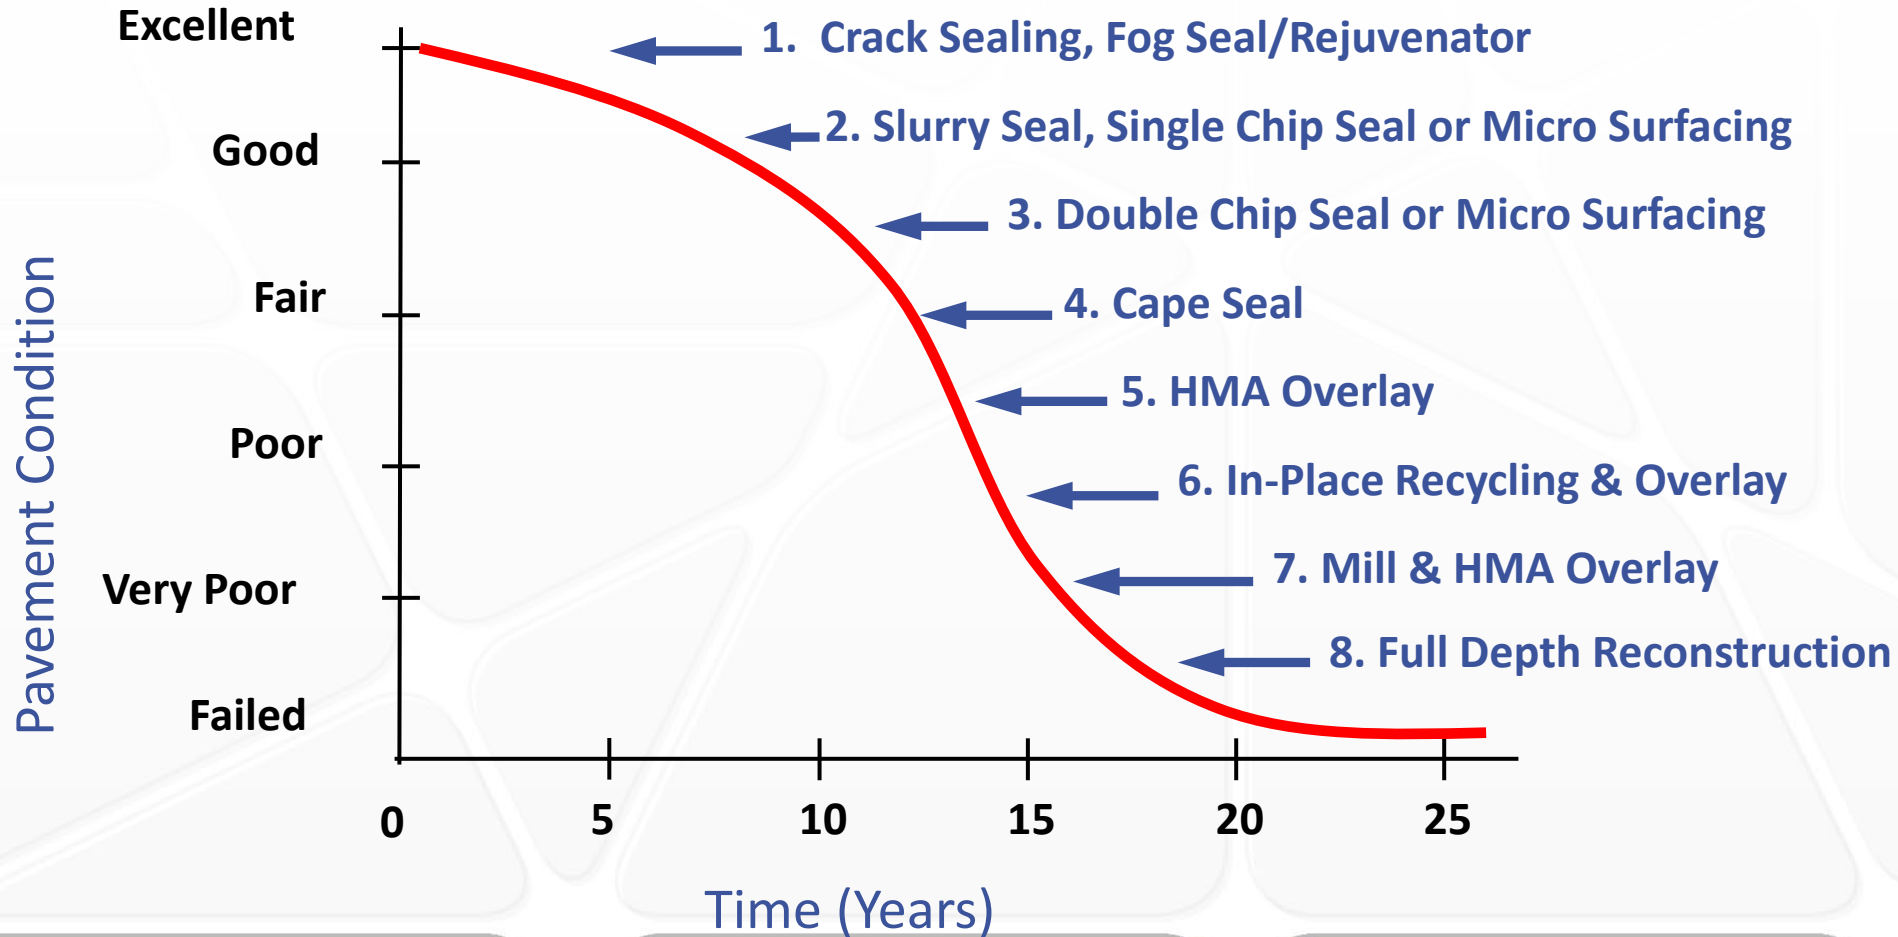 Excellent
1.  Crack Sealing, Fog Seal/Rejuvenator
2. Slurry Seal, Single Chip Seal or Micro Surfacing
Good
3. Double Chip Seal or Micro Surfacing
Fair
4. Cape Seal
5. HMA Overlay
Poor
6. In-Place Recycling & Overlay
7. Mill & HMA Overlay
Very Poor
8. Full Depth Reconstruction
Failed
Pavement Condition
0 5 10 15 20 25
Time (Years)